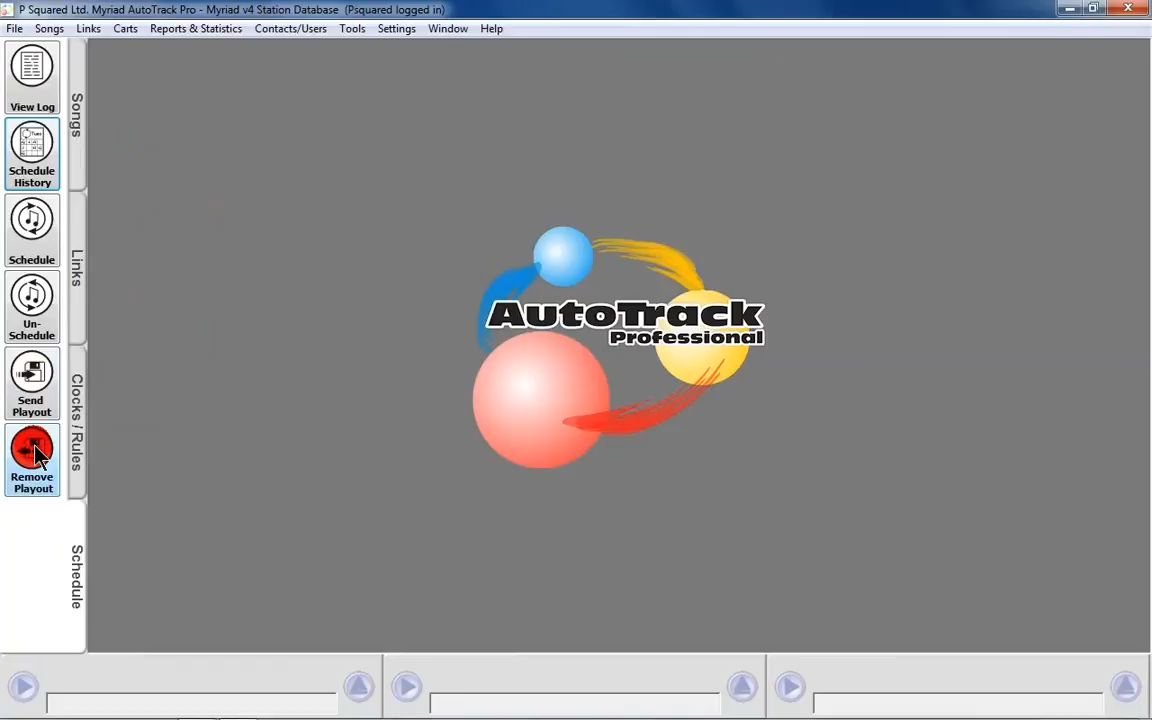 P Squared Ltd. Myriad AutoTrack Pro - Myriad v4 Station Database (Psquared logged in)
File Songs Links Carts Reports & Statistics Contacts/Users Tools Settings Window Help
View Log
Schedule
History
Schedule
Un-
Schedule
Send
Playout
Remove
Playout
Songs
Links
Clocks / Rules
Schedule
AutoTrack
Professional